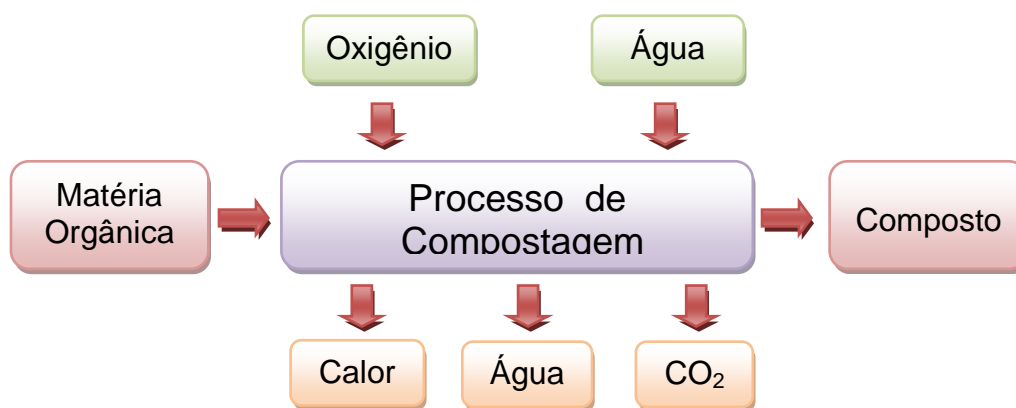 Oxigênio
Água
Matéria
Orgânica
Processo de
Compostagem
Composto
Calor
Água
CO₂